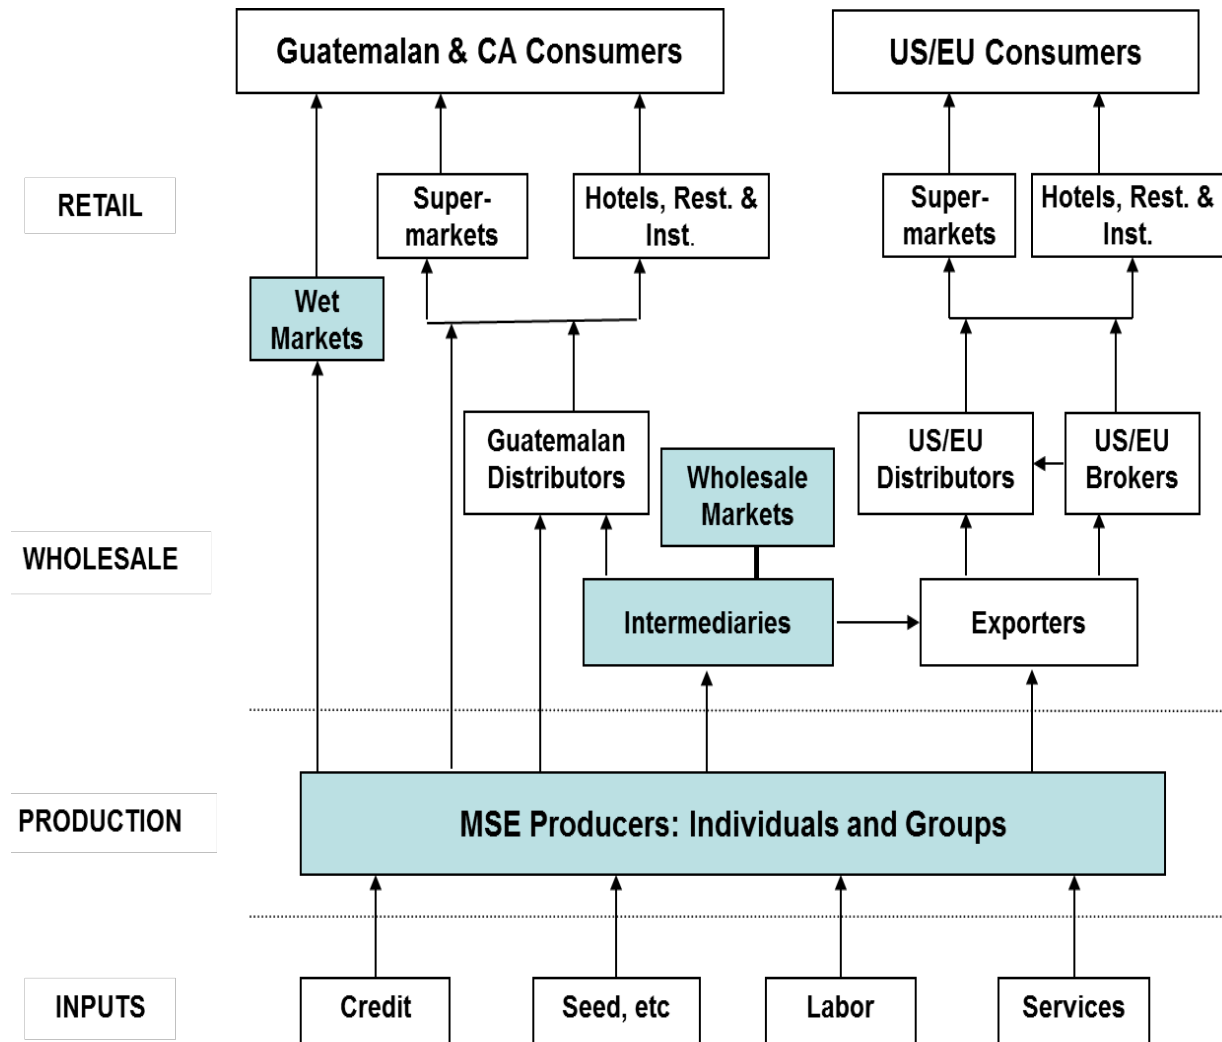 Guatemalan & CA Consumers
US/EU Consumers
RETAIL
Super-
markets
Hotels, Rest. &
Inst.
Super-
markets
Hotels, Rest. &
Inst.
Wet
Markets
Guatemalan
Distributors
Wholesale
Markets
US/EU
Distributors
US/EU
Brokers
WHOLESALE
Intermediaries
Exporters
PRODUCTION
MSE Producers: Individuals and Groups
INPUTS
Credit
Seed, etc
Labor
Services